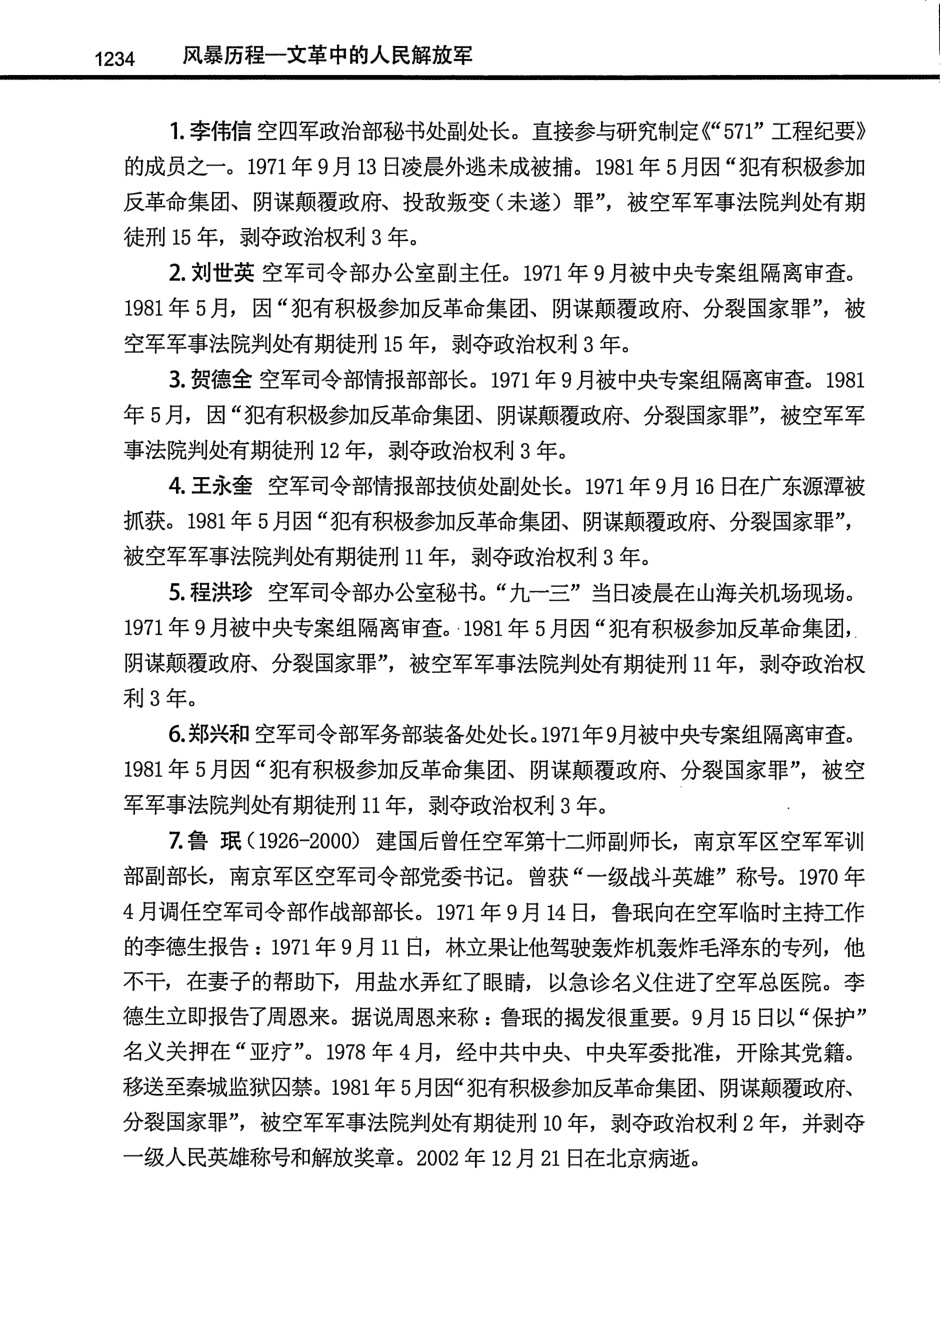 1234 风暴历程—文革中的人民解放军
1. 李伟信 空四军政治部秘书处副处长。直接参与研究制定《“571”工程纪要》
的成员之一。1971 年 9 月 13 日凌晨外逃未成被捕。1981 年 5 月因“犯有积极参加
反革命集团、阴谋颠覆政府、投敌叛变（未遂）罪”，被空军军事法院判处有期
徒刑 15 年，剥夺政治权利 3 年。
2. 刘世英 空军司令部办公室副主任。1971 年 9 月被中央专案组隔离审查。
1981 年 5 月，因“犯有积极参加反革命集团、阴谋颠覆政府、分裂国家罪”，被
空军军事法院判处有期徒刑 15 年，剥夺政治权利 3 年。
3. 贺德全 空军司令部情报部部长。1971 年 9 月被中央专案组隔离审查。1981
年 5 月，因“犯有积极参加反革命集团、阴谋颠覆政府、分裂国家罪”，被空军军
事法院判处有期徒刑 12 年，剥夺政治权利 3 年。
4. 王永奎 空军司令部情报部技侦处副处长。1971 年 9 月 16 日在广东源潭被
抓获。1981 年 5 月因“犯有积极参加反革命集团、阴谋颠覆政府、分裂国家罪”，
被空军军事法院判处有期徒刑 11 年，剥夺政治权利 3 年。
5. 程洪珍 空军司令部办公室秘书。“九一三”当日凌晨在山海关机场现场。
1971 年 9 月被中央专案组隔离审查。1981 年 5 月因“犯有积极参加反革命集团，
阴谋颠覆政府、分裂国家罪”，被空军军事法院判处有期徒刑 11 年，剥夺政治权
利 3 年。
6. 郑兴和 空军司令部军务部装备处处长。1971年9月被中央专案组隔离审查。
1981 年 5 月因“犯有积极参加反革命集团、阴谋颠覆政府、分裂国家罪”，被空
军军事法院判处有期徒刑 11 年，剥夺政治权利 3 年。
7. 鲁 珉（1926-2000） 建国后曾任空军第十二师副师长，南京军区空军军训
部副部长，南京军区空军司令部党委书记。曾获“一级战斗英雄”称号。1970 年
4 月调任空军司令部作战部部长。1971 年 9 月 14 日，鲁珉向在空军临时主持工作
的李德生报告：1971 年 9 月 11 日，林立果让他驾驶轰炸机轰炸毛泽东的专列，他
不干，在妻子的帮助下，用盐水弄红了眼睛，以急诊名义住进了空军总医院。李
德生立即报告了周恩来。据说周恩来称：鲁珉的揭发很重要。9 月 15 日以“保护”
名义关押在“亚疗”。1978 年 4 月，经中共中央、中央军委批准，开除其党籍。
移送至秦城监狱囚禁。1981 年 5 月因“犯有积极参加反革命集团、阴谋颠覆政府、
分裂国家罪”，被空军军事法院判处有期徒刑 10 年，剥夺政治权利 2 年，并剥夺
一级人民英雄称号和解放奖章。2002 年 12 月 21 日在北京病逝。